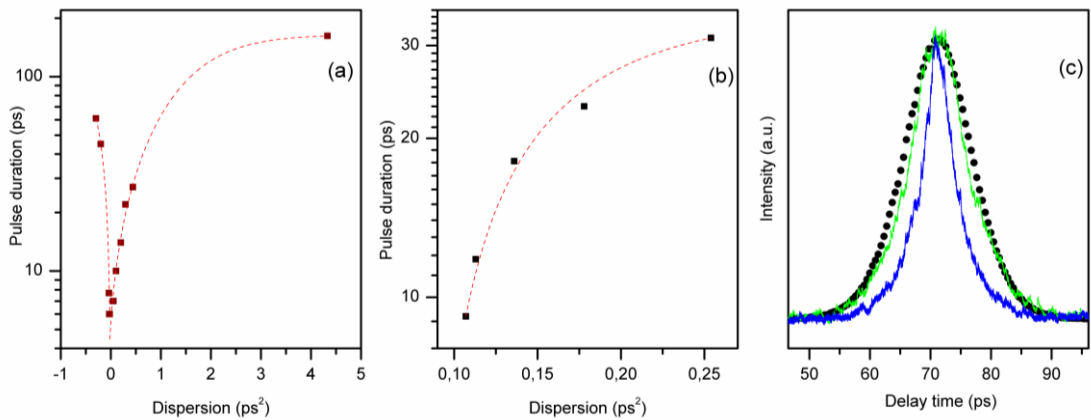 (a)
Pulse duration (ps)
100
10
-1 0 1 2 3 4 5
Dispersion (ps²)
(b)
Pulse duration (ps)
30
20
10
0,10 0,15 0,20 0,25
Dispersion (ps²)
(c)
Intensity (a.u.)
50 60 70 80 90
Delay time (ps)